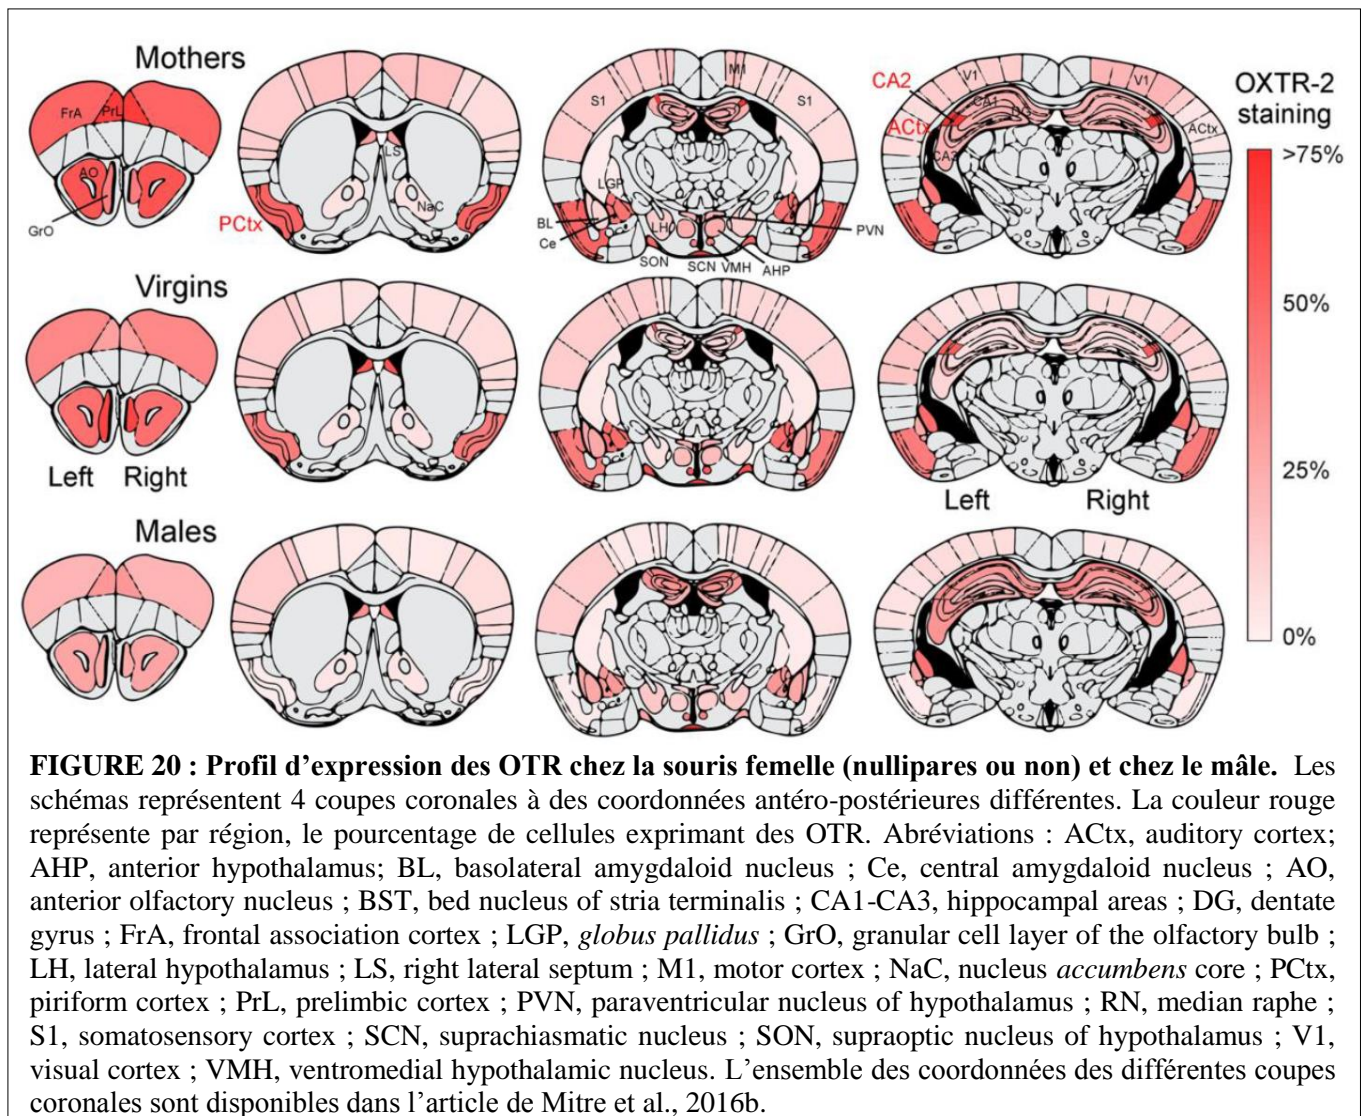 Mothers
FrA
PrL
AO
GrO
LS
NaC
PCtx
M1
S1
S1
LGP
BL
Ce
LH
PVN
SON
SCN
VMH
AHP
CA2
V1
V1
CA1
DG
ACtx
ACtx
CA3
OXTR-2
staining
>75%
50%
25%
0%
Virgins
Left
Right
Left
Right
Males
FIGURE 20 : Profil d’expression des OTR chez la souris femelle (nullipares ou non) et chez le mâle. Les
schémas représentent 4 coupes coronales à des coordonnées antéro-postérieures différentes. La couleur rouge
représente par région, le pourcentage de cellules exprimant des OTR. Abréviations : ACtx, auditory cortex;
AHP, anterior hypothalamus; BL, basolateral amygdaloid nucleus ; Ce, central amygdaloid nucleus ; AO,
anterior olfactory nucleus ; BST, bed nucleus of stria terminalis ; CA1-CA3, hippocampal areas ; DG, dentate
gyrus ; FrA, frontal association cortex ; LGP, globus pallidus ; GrO, granular cell layer of the olfactory bulb ;
LH, lateral hypothalamus ; LS, right lateral septum ; M1, motor cortex ; NaC, nucleus accumbens core ; PCtx,
piriform cortex ; PrL, prelimbic cortex ; PVN, paraventricular nucleus of hypothalamus ; RN, median raphe ;
S1, somatosensory cortex ; SCN, suprachiasmatic nucleus ; SON, supraoptic nucleus of hypothalamus ; V1,
visual cortex ; VMH, ventromedial hypothalamic nucleus. L’ensemble des coordonnées des différentes coupes
coronales sont disponibles dans l’article de Mitre et al., 2016b.